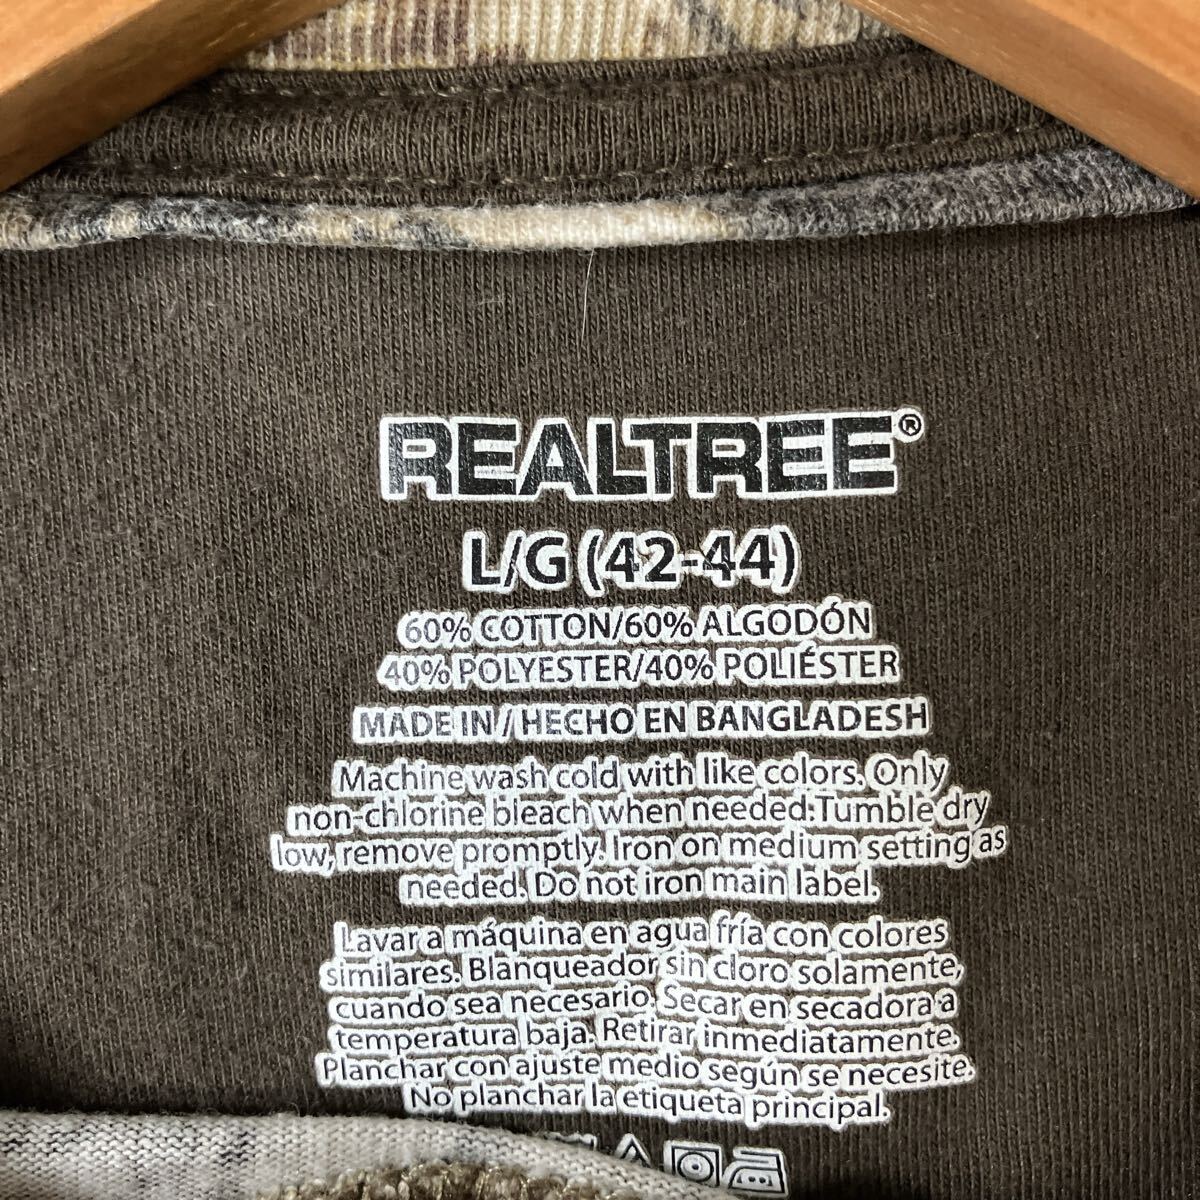 REALTREE®
L/G (42-44)
60% COTTON/60% ALGODÓN
40% POLYESTER/40% POLIÉSTER
MADE IN/ HECHO EN BANGLADESH
Machine wash cold with like colors. Only
non-chlorine bleach when needed. Tumble dry
low, remove promptly. Iron on medium setting as
needed. Do not iron main label.
Lavar a máquina en agua fría con colores
similares. Blanqueador sin cloro solamente,
cuando sea necesario. Secar en secadora a
temperatura baja. Retirar inmediatamente.
Planchar con ajuste medio según se necesite.
No planchar la etiqueta principal.